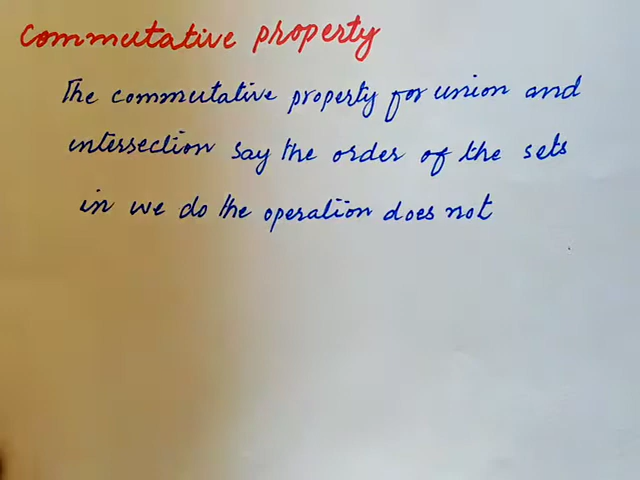 Commutative property
The commutative property for union and
interssection say the order of the sets
in we do the operation does not